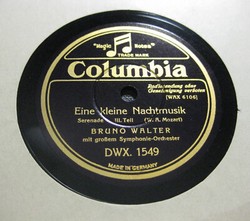 "Magic Notes"
TRADE MARK
Columbia
Radiosendung ohne
Genehmigung verboten
[WAX 6106]
Eine kleine Nachtmusik
Serenade III. Teil (W. A. Mozart)
BRUNO WALTER
mit großem Symphonie-Orchester
DWX. 1549
MADE IN GERMANY